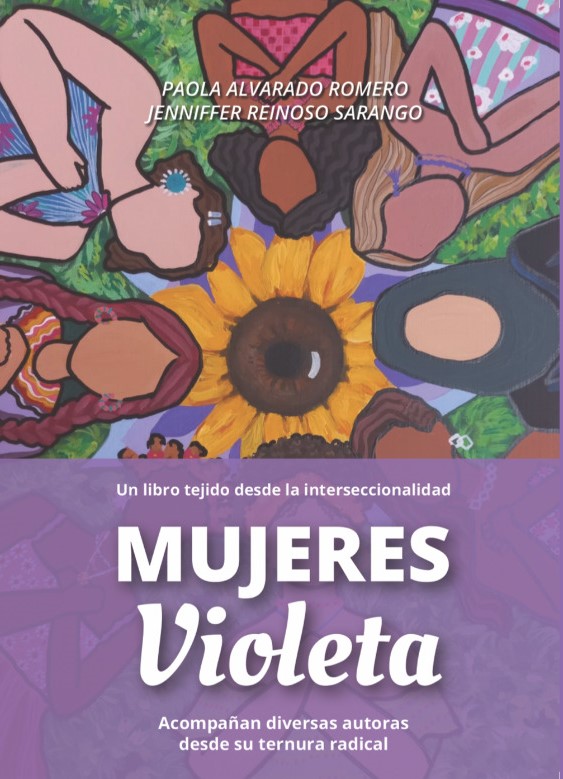 PAOLA ALVARADO ROMERO
JENNIFFER REINOSO SARANGO
Un libro tejido desde la interseccionalidad
MUJERES
Violeta
Acompañan diversas autoras
desde su ternura radical